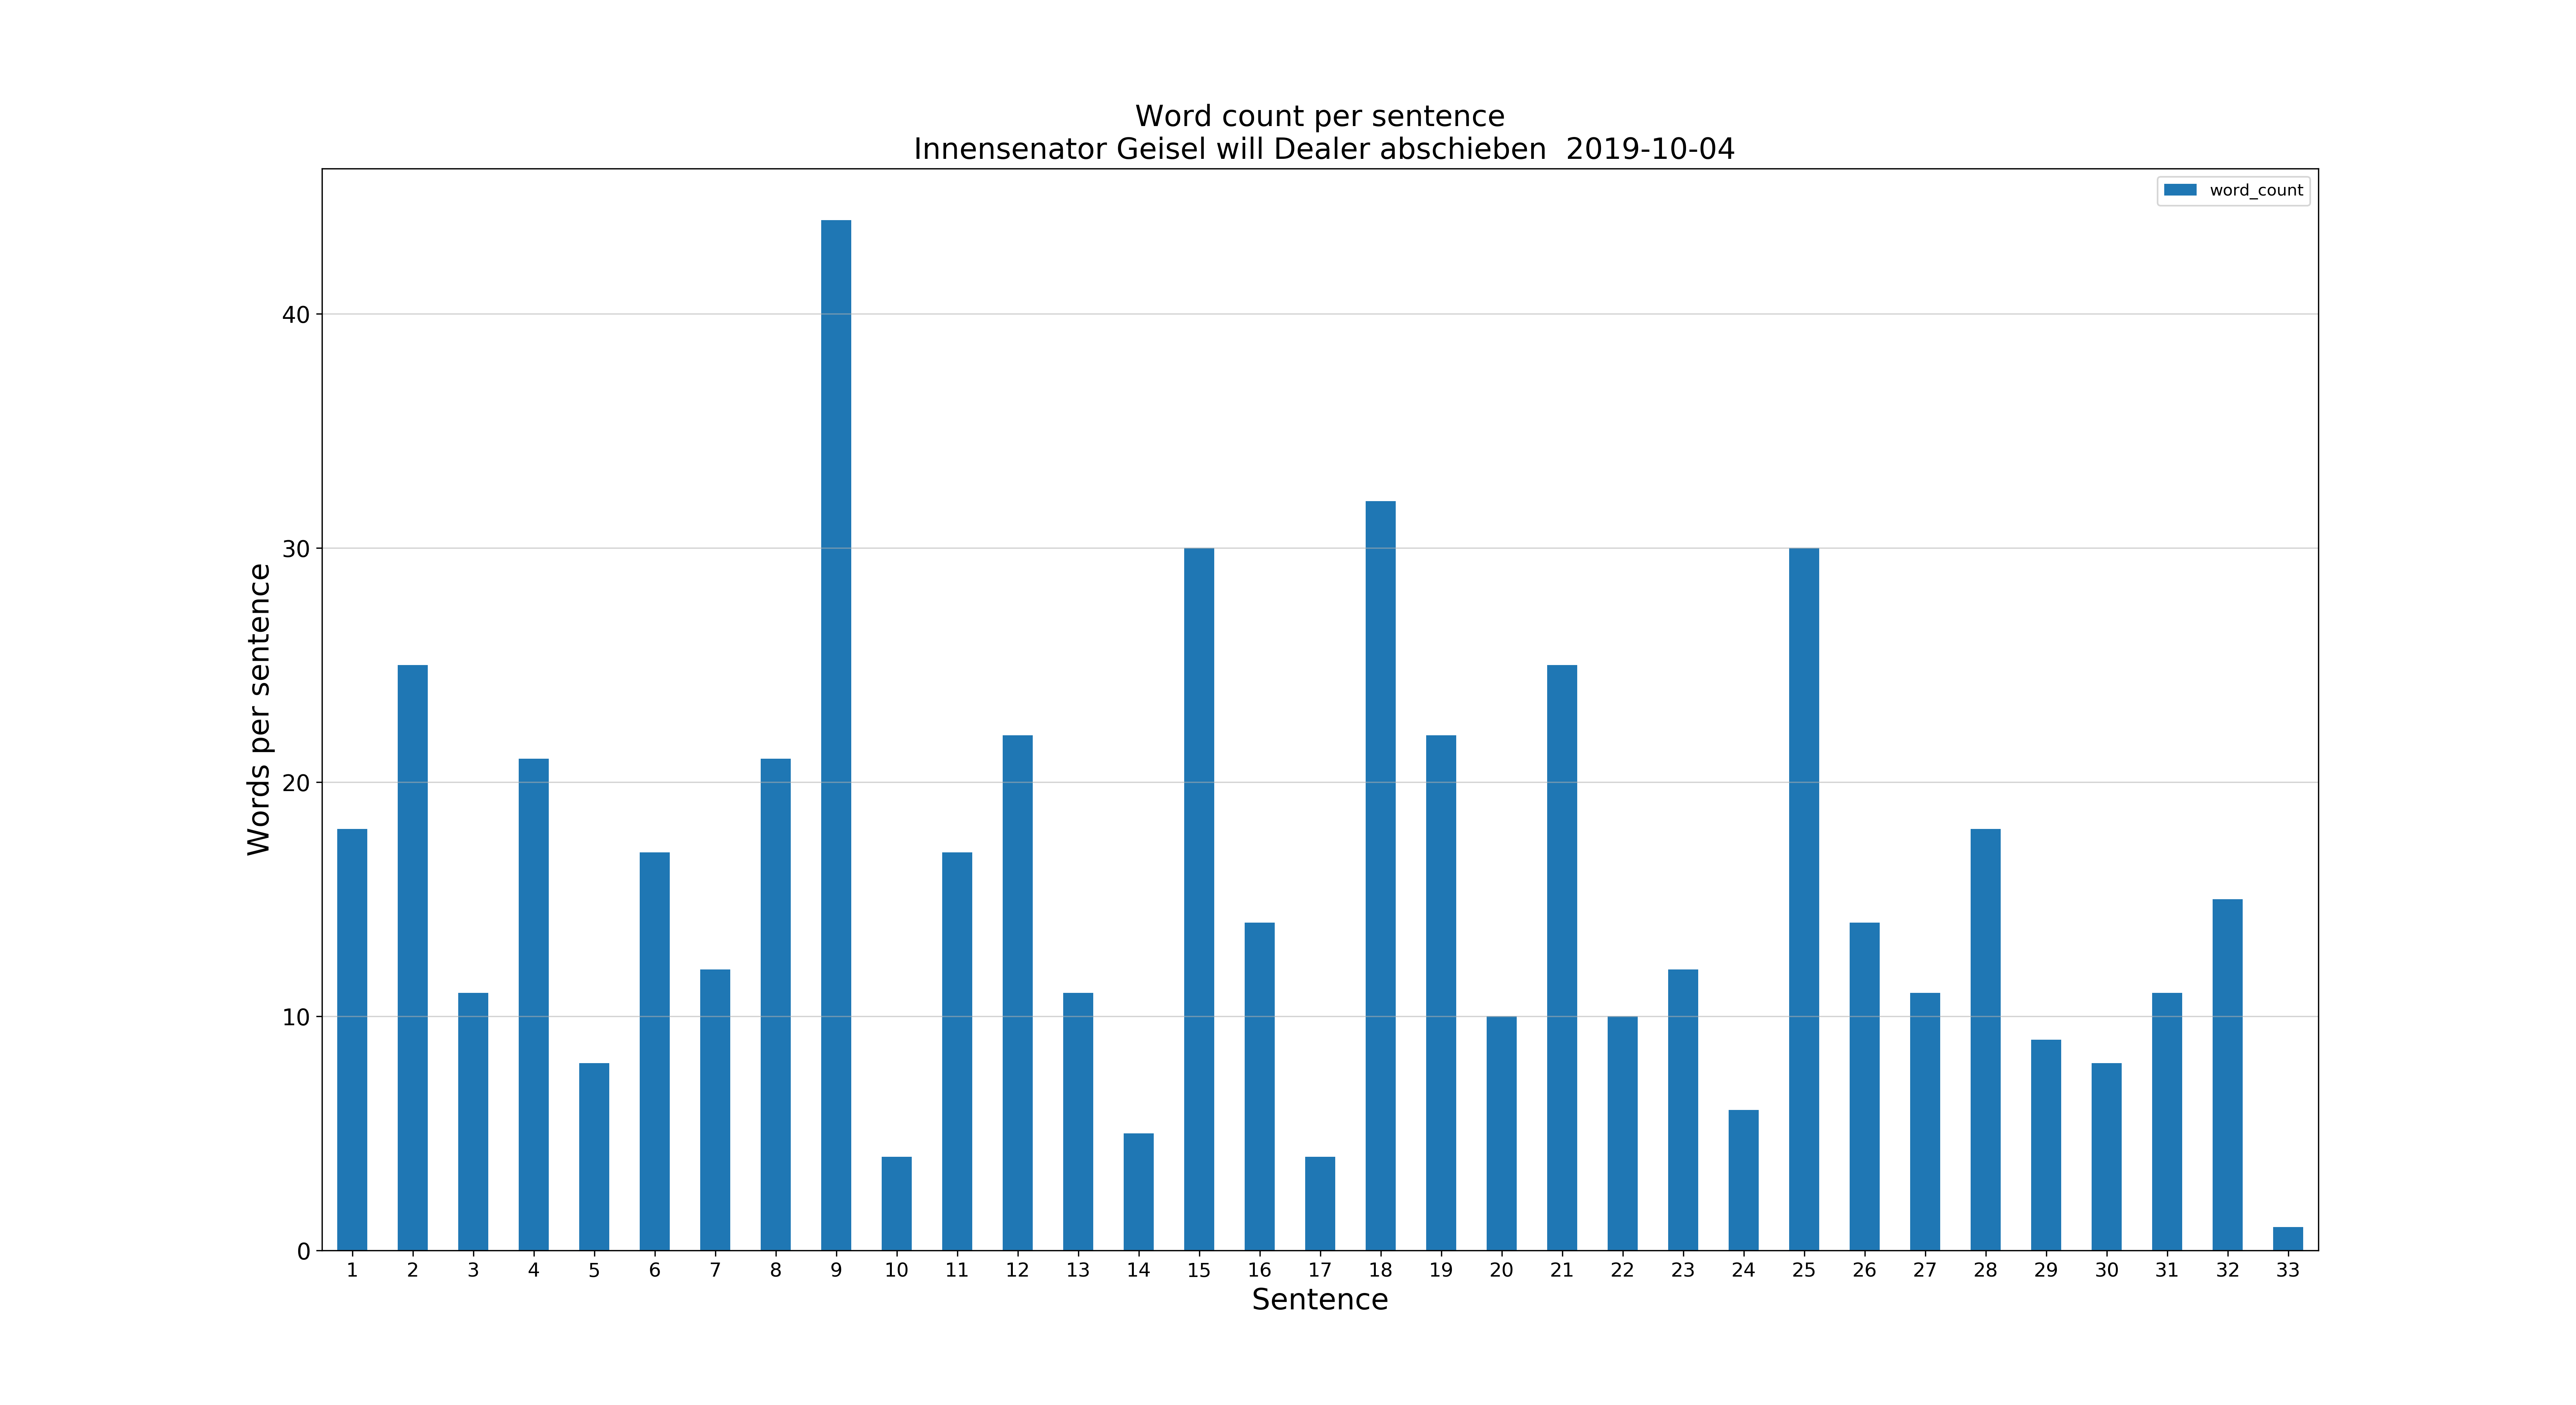 Word count per sentence
Innensenator Geisel will Dealer abschieben  2019-10-04
word_count
Words per sentence
40
30
20
10
0
1 2 3 4 5 6 7 8 9 10 11 12 13 14 15 16 17 18 19 20 21 22 23 24 25 26 27 28 29 30 31 32 33
Sentence